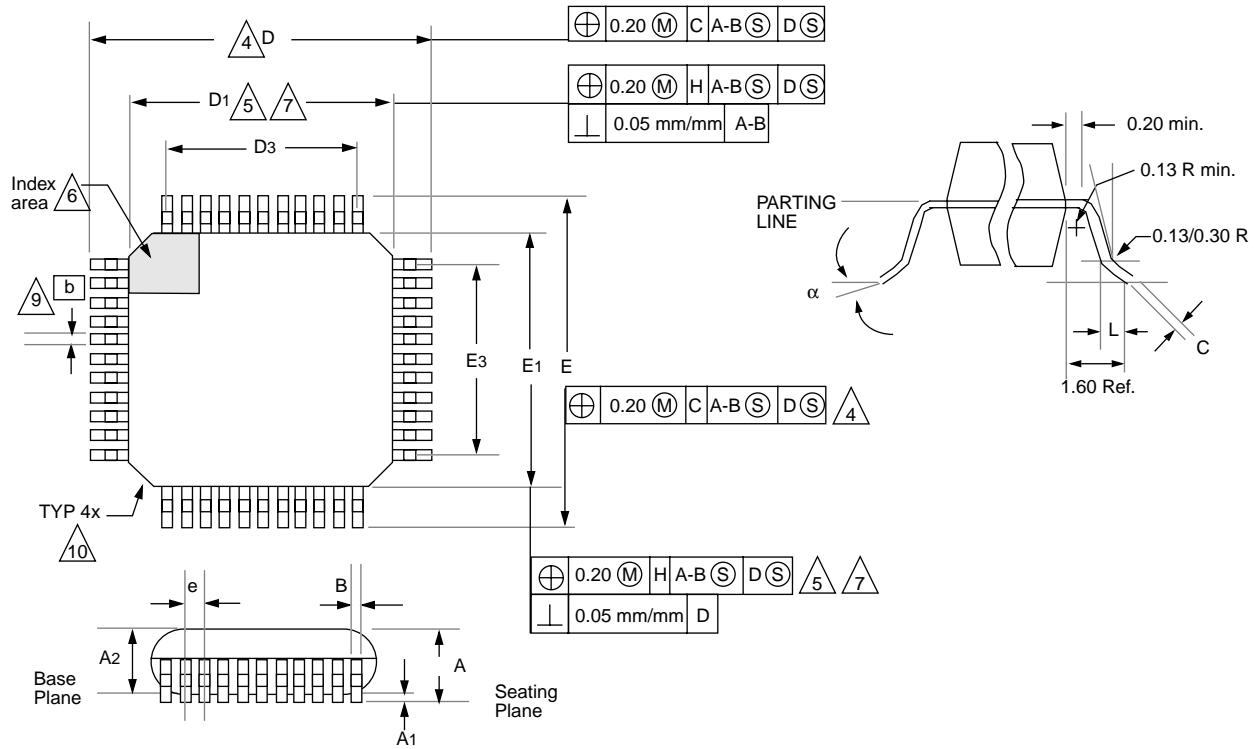 0.20 Ⓜ C A-B Ⓢ D Ⓢ
4 D
0.20 Ⓜ H A-B Ⓢ D Ⓢ
D1 5 7
0.05 mm/mm A-B
D3
0.20 min.
Index
area
6
0.13 R min.
PARTING
LINE
0.13/0.30 R
9
b
α
E3
E1
E
L
C
1.60 Ref.
0.20 Ⓜ C A-B Ⓢ D Ⓢ 4
TYP 4x
10
0.20 Ⓜ H A-B Ⓢ D Ⓢ 5 7
0.05 mm/mm D
e
B
A2
A
Base
Plane
Seating
Plane
A1